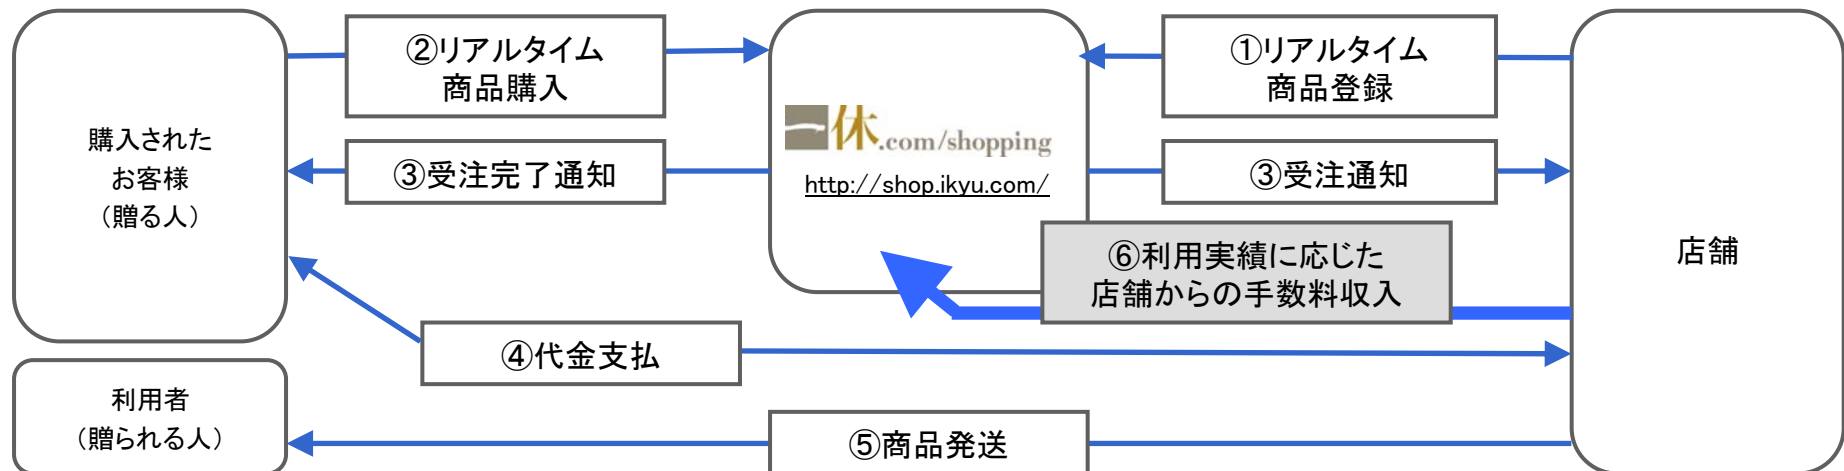 ②リアルタイム
商品購入
①リアルタイム
商品登録
購入された
お客様
（贈る人）
一休.com/shopping
http://shop.ikyu.com/
③受注完了通知
③受注通知
⑥利用実績に応じた
店舗からの手数料収入
店舗
④代金支払
利用者
（贈られる人）
⑤商品発送